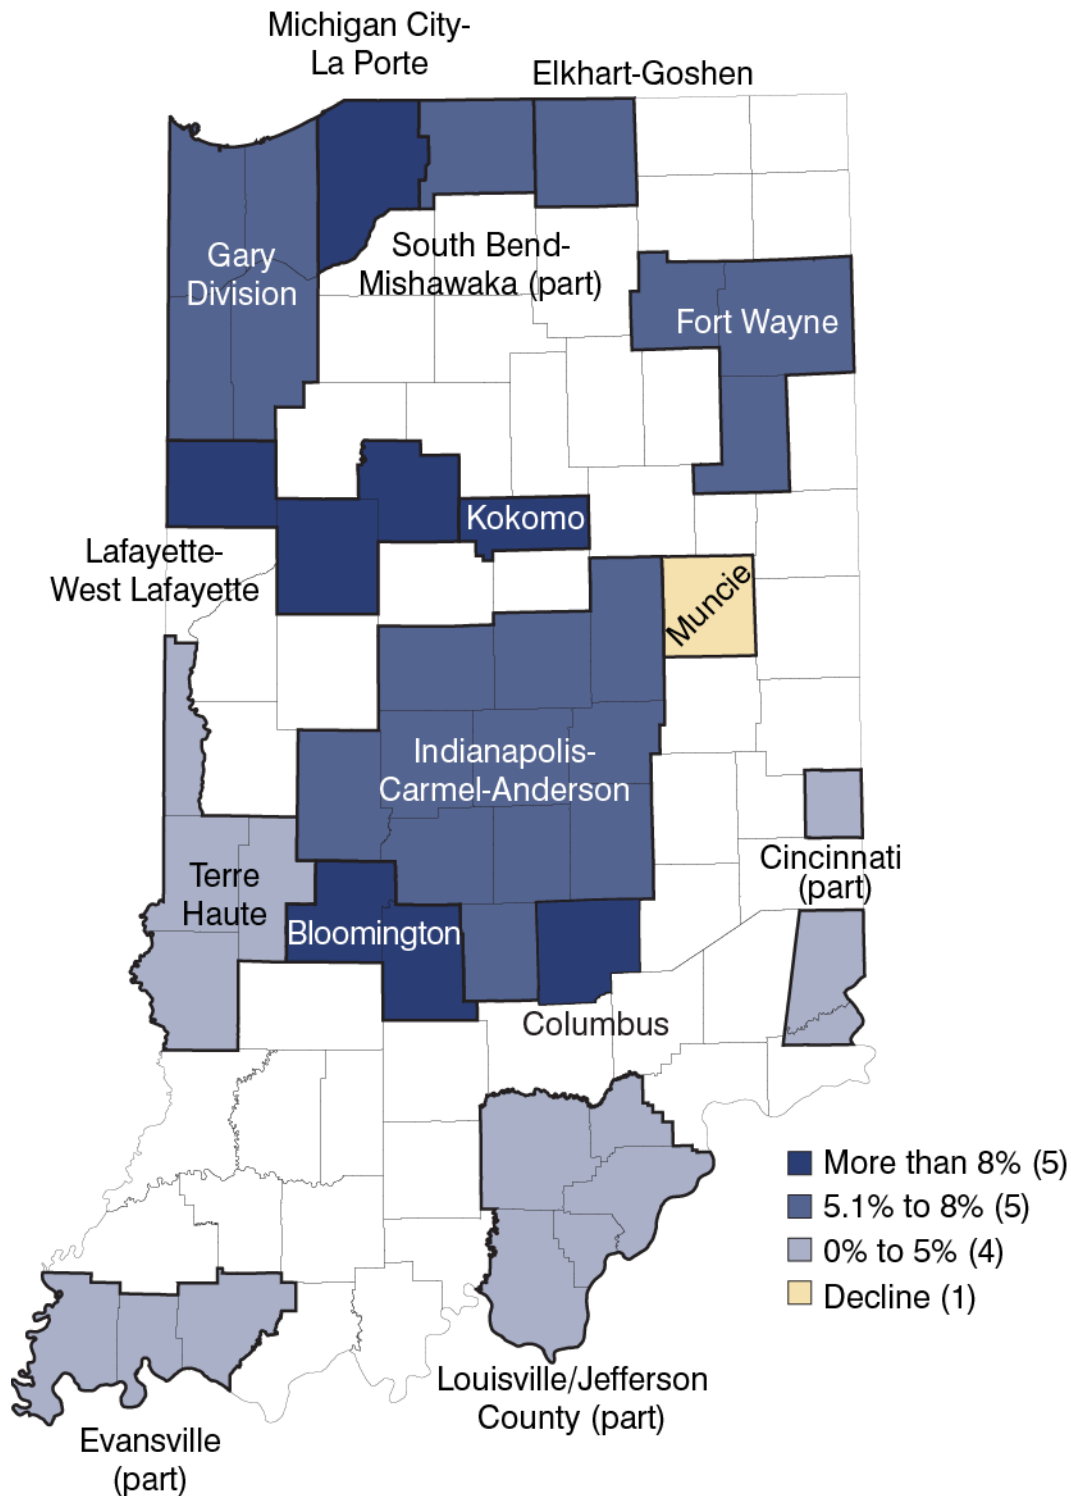 Michigan City-
La Porte
Elkhart-Goshen
Gary
Division
South Bend-
Mishawaka (part)
Fort Wayne
Kokomo
Lafayette-
West Lafayette
Muncie
Indianapolis-
Carmel-Anderson
Cincinnati
(part)
Terre
Haute
Bloomington
Columbus
More than 8% (5)
5.1% to 8% (5)
0% to 5% (4)
Decline (1)
Louisville/Jefferson
County (part)
Evansville
(part)